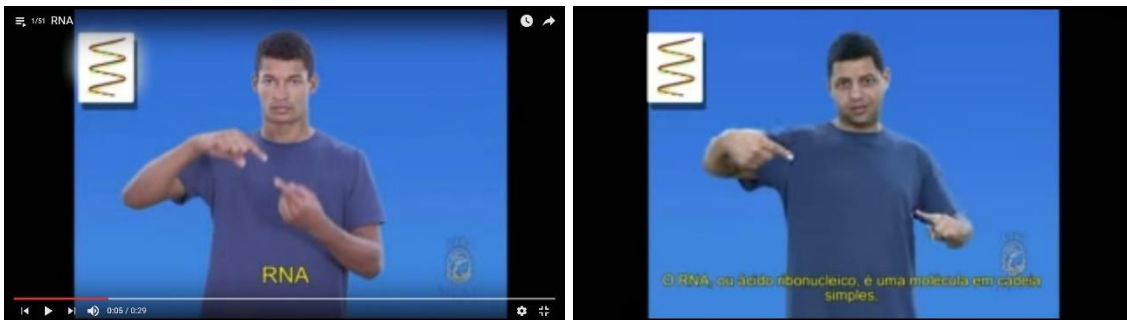 1/51 RNA
RNA
0:05 / 0:29
O RNA, ou ácido ribonucleico, é uma molécula em cadeia
simples.